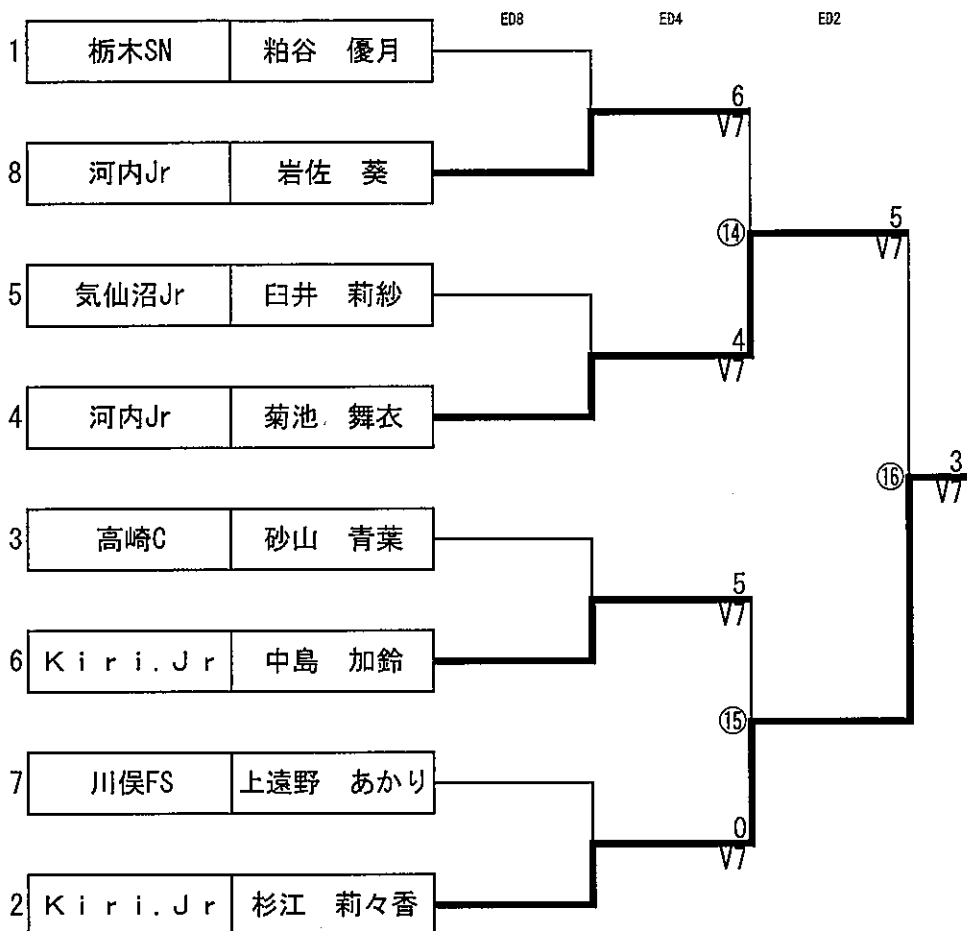 ED8 ED4 ED2
1 栃木SN 粕谷 優月
6
V7
8 河内Jr 岩佐 葵
⑭
5
V7
5 気仙沼Jr 臼井 莉紗
4
V7
4 河内Jr 菊池 舞衣
⑯
3
V7
3 高崎C 砂山 青葉
5
V7
6 Kiri.Jr 中島 加鈴
⑮
7 川俣FS 上遠野 あかり
0
V7
2 Kiri.Jr 杉江 莉々香